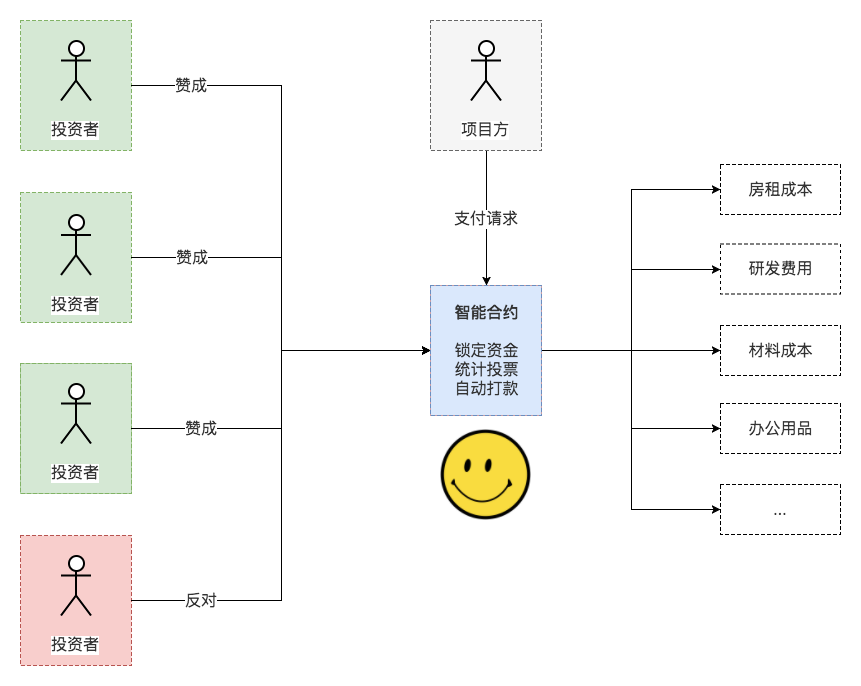 投资者
赞成
投资者
赞成
投资者
赞成
投资者
反对
项目方
支付请求
智能合约
锁定资金
统计投票
自动打款
房租成本
研发费用
材料成本
办公用品
...